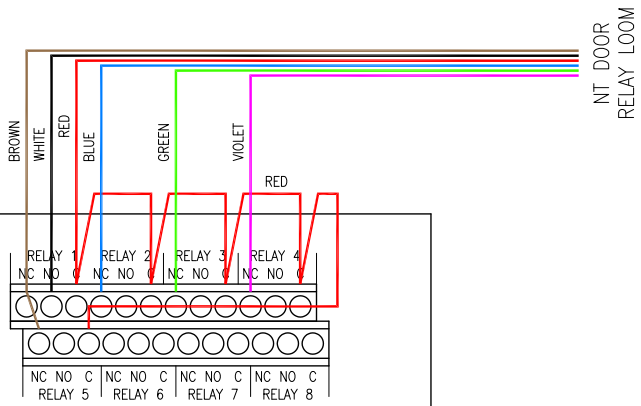 NT DOOR
RELAY LOOM
BROWN
WHITE
RED
BLUE
GREEN
VIOLET
RED
RELAY 1 RELAY 2 RELAY 3 RELAY 4
NC NO C NC NO C NC NO C NC NO C
NC NO C NC NO C NC NO C NC NO C
RELAY 5 RELAY 6 RELAY 7 RELAY 8